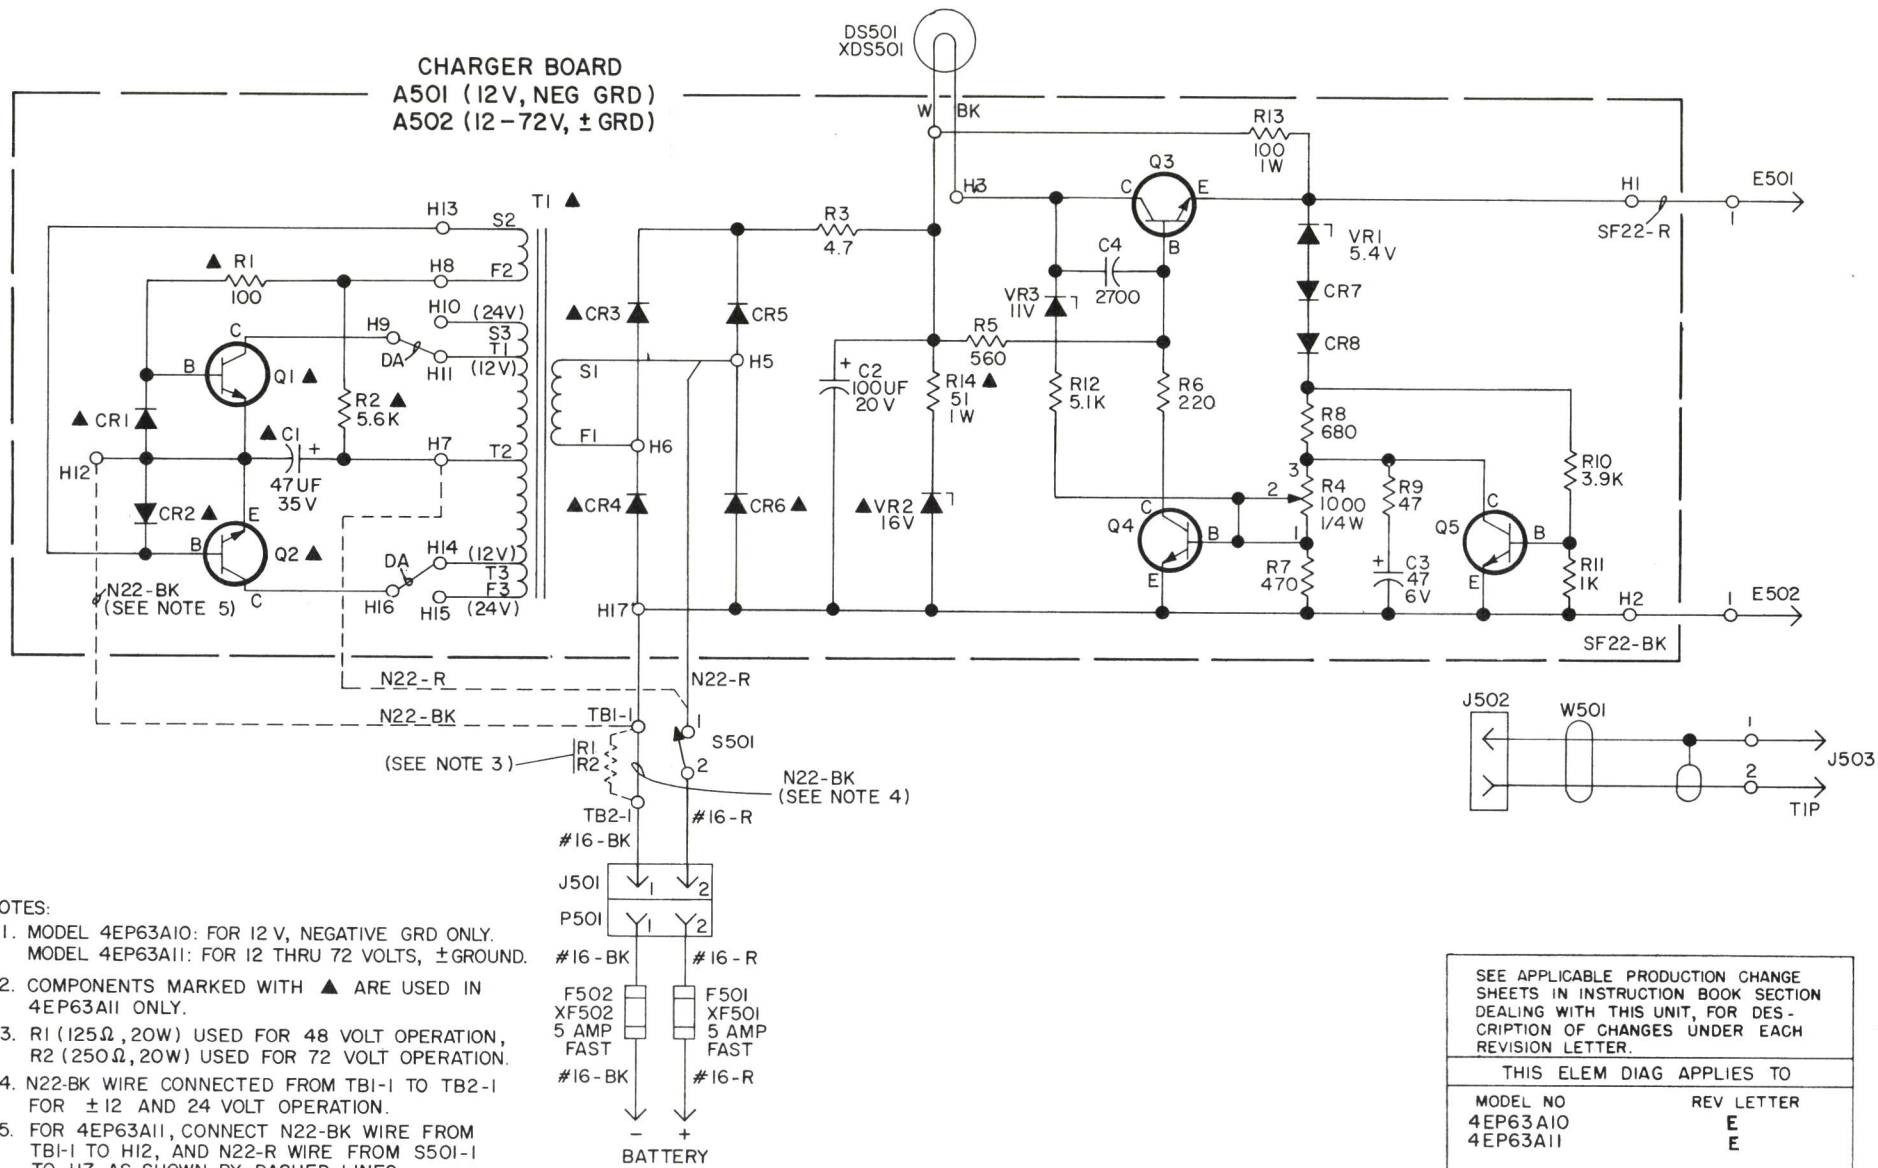 DS501
XDS501
CHARGER BOARD
A501 (12V, NEG GRD)
A502 (12-72V, ± GRD)
W BK
R13
100
1W
Q3
C
E
B
H3
H1
E501
1
SF22-R
H13
S2
T1 ▲
▲ R1
100
H8
F2
H10 (24V)
S3
T1
(12V)
H9
DA
H11
C
B
Q1 ▲
▲ CR1
R2 ▲
5.6K
▲ C1
+
47UF
35V
H7
T2
H12
CR2 ▲
E
B
Q2 ▲
C
DA
H14 (12V)
T3
F3
H16
H15 (24V)
N22-BK
(SEE NOTE 5)
R3
4.7
▲ CR3
CR5
S1
H5
F1
H6
▲ CR4
CR6 ▲
H17
+
C2
100UF
20V
R5
560
R14 ▲
51
1W
▲ VR2
16V
VR3
11V
C4
2700
R12
5.1K
R6
220
VR1
5.4V
CR7
CR8
R8
680
3
2
R4
1000
1/4W
1
R7
470
R9
47
+
C3
47
6V
Q4
C
B
E
Q5
C
B
E
R10
3.9K
R11
1K
H2
1
E502
SF22-BK
N22-R
N22-R
N22-BK
TB1-1
1
S501
2
R1
R2
(SEE NOTE 3)
N22-BK
(SEE NOTE 4)
TB2-1
#16-BK
#16-R
J501
1
2
P501
1
2
#16-BK
#16-R
F502
XF502
5 AMP
FAST
F501
XF501
5 AMP
FAST
#16-BK
#16-R
- +
BATTERY
J502
W501
1
J503
2
TIP
OTES:
1. MODEL 4EP63A10: FOR 12 V, NEGATIVE GRD ONLY.
MODEL 4EP63A11: FOR 12 THRU 72 VOLTS, ±GROUND.
2. COMPONENTS MARKED WITH ▲ ARE USED IN
4EP63A11 ONLY.
3. R1 (125Ω, 20W) USED FOR 48 VOLT OPERATION,
R2 (250Ω, 20W) USED FOR 72 VOLT OPERATION.
4. N22-BK WIRE CONNECTED FROM TB1-1 TO TB2-1
FOR ±12 AND 24 VOLT OPERATION.
5. FOR 4EP63A11, CONNECT N22-BK WIRE FROM
TB1-1 TO H12, AND N22-R WIRE FROM S501-1
TO H7 AS SHOWN BY DASHED LINES
SEE APPLICABLE PRODUCTION CHANGE
SHEETS IN INSTRUCTION BOOK SECTION
DEALING WITH THIS UNIT, FOR DES-
CRIPTION OF CHANGES UNDER EACH
REVISION LETTER.
THIS ELEM DIAG APPLIES TO
MODEL NO REV LETTER
4EP63A10 E
4EP63A11 E